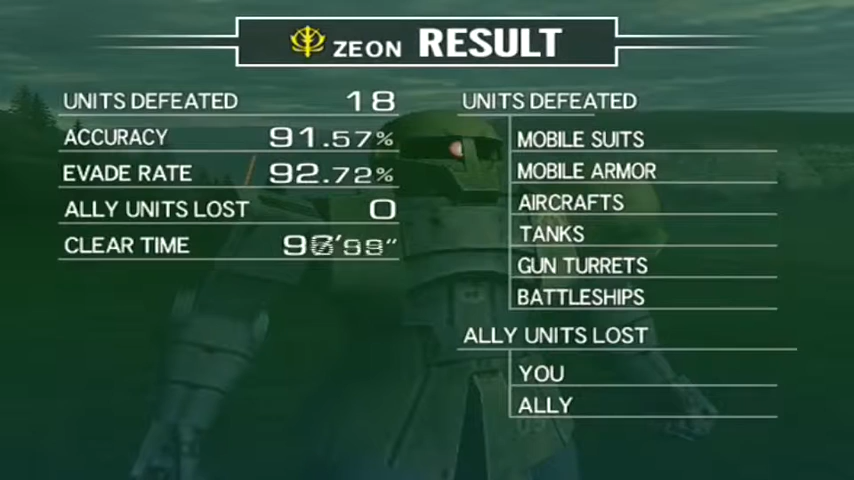 ZEON RESULT
UNITS DEFEATED 18
ACCURACY 91.57%
EVADE RATE 92.72%
ALLY UNITS LOST 0
CLEAR TIME
UNITS DEFEATED
MOBILE SUITS
MOBILE ARMOR
AIRCRAFTS
TANKS
GUN TURRETS
BATTLESHIPS
ALLY UNITS LOST
YOU
ALLY